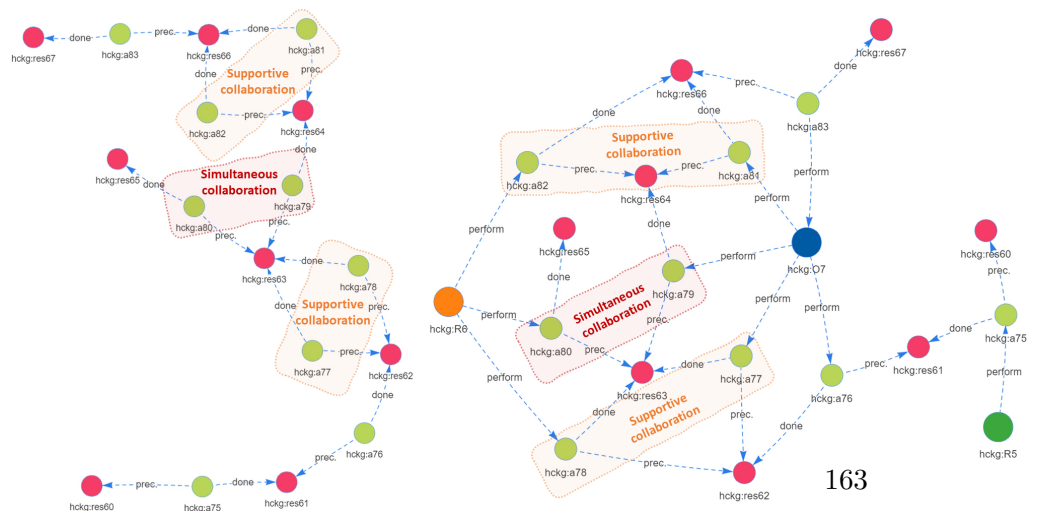 done
prec.
done
hckg:res67
hckg:a83
hckg:res66
hckg:a81
done
Supportive
collaboration
prec.
hckg:a82
prec.
hckg:res64
done
hckg:res65
done
Simultaneous
collaboration
hckg:a80
hckg:a79
prec.
prec.
hckg:res63
done
hckg:a78
done
Supportive
collaboration
prec.
hckg:a77
prec.
hckg:res62
done
hckg:a76
prec.
hckg:res60
prec.
hckg:a75
done
hckg:res61
hckg:res67
done
hckg:res66
prec.
hckg:a83
done
done
Supportive
collaboration
hckg:a82
prec.
prec.
hckg:a81
hckg:res64
perform
perform
perform
hckg:res65
done
done
perform
hckg:O7
hckg:a79
hckg:R6
perform
Simultaneous
collaboration
hckg:a80
prec.
prec.
perform
perform
hckg:res60
prec.
done
hckg:a75
hckg:res63
done
hckg:a77
prec.
hckg:res61
hckg:a76
perform
perform
done
Supportive
collaboration
prec.
done
hckg:a78
prec.
hckg:res62
hckg:R5
163